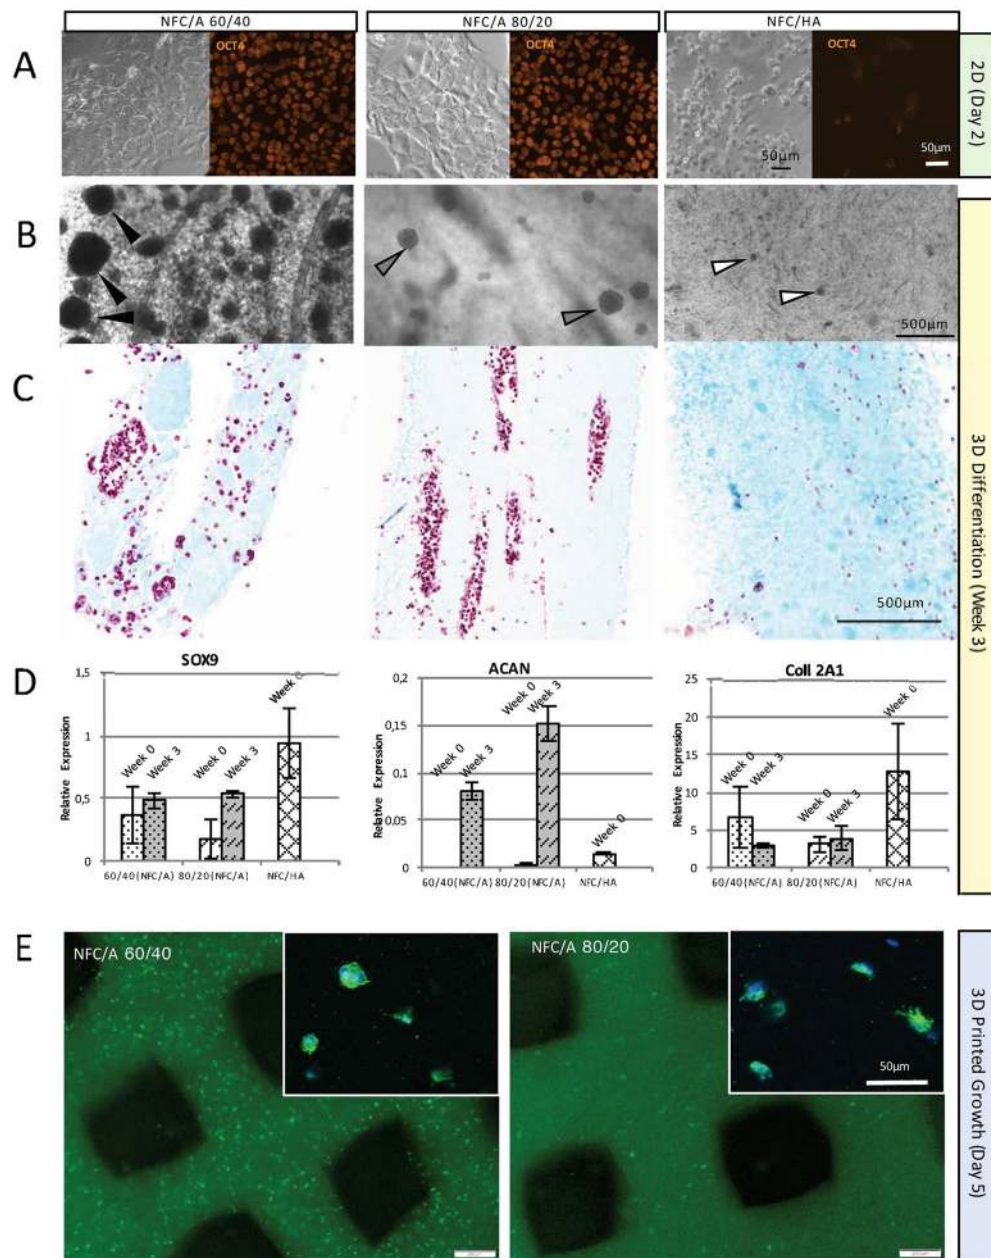 NFC/A 60/40
NFC/A 80/20
NFC/HA
A
OCT4
OCT4
OCT4
50µm
50µm
2D (Day 2)
B
500µm
C
500µm
3D Differentiation (Week 3)
D
SOX9
Relative Expression
1,5
1
0,5
0
Week 0
Week 3
Week 0
Week 3
Week 0
60/40(NFC/A)
80/20(NFC/A)
NFC/HA
ACAN
Relative Expression
0,2
0,15
0,1
0,05
0
Week 0
Week 3
Week 0
Week 3
Week 0
60/40(NFC/A)
80/20(NFC/A)
NFC/HA
Coll 2A1
Relative Expression
25
20
15
10
5
0
Week 0
Week 3
Week 0
Week 3
Week 0
60/40(NFC/A)
80/20(NFC/A)
NFC/HA
E
NFC/A 60/40
NFC/A 80/20
50µm
3D Printed Growth (Day 5)